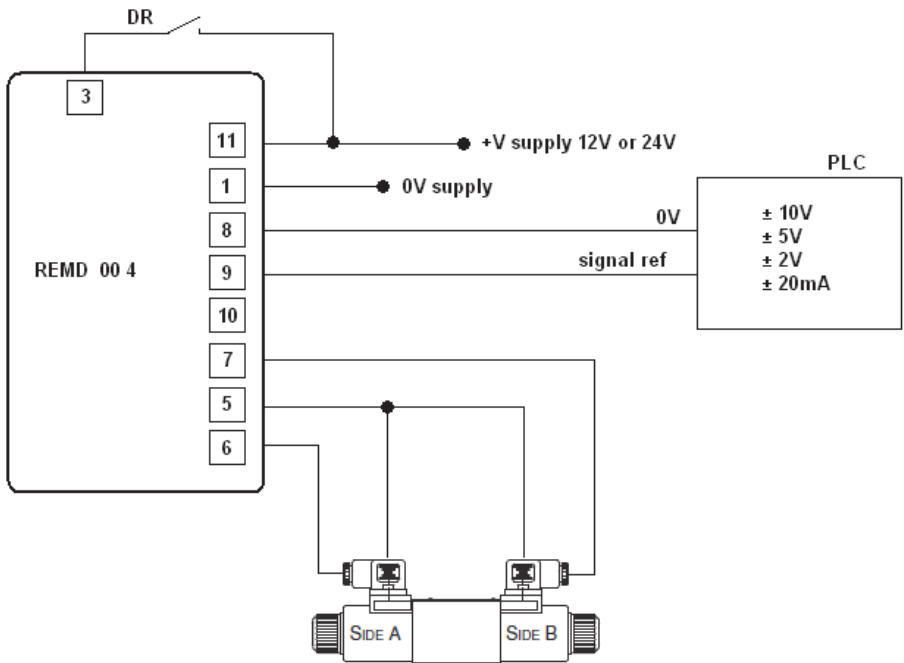 DR
3
11
+V supply 12V or 24V
1
0V supply
PLC
8
0V
± 10V
± 5V
± 2V
± 20mA
REMD 00 4
9
signal ref
10
7
5
6
SIDE A
SIDE B